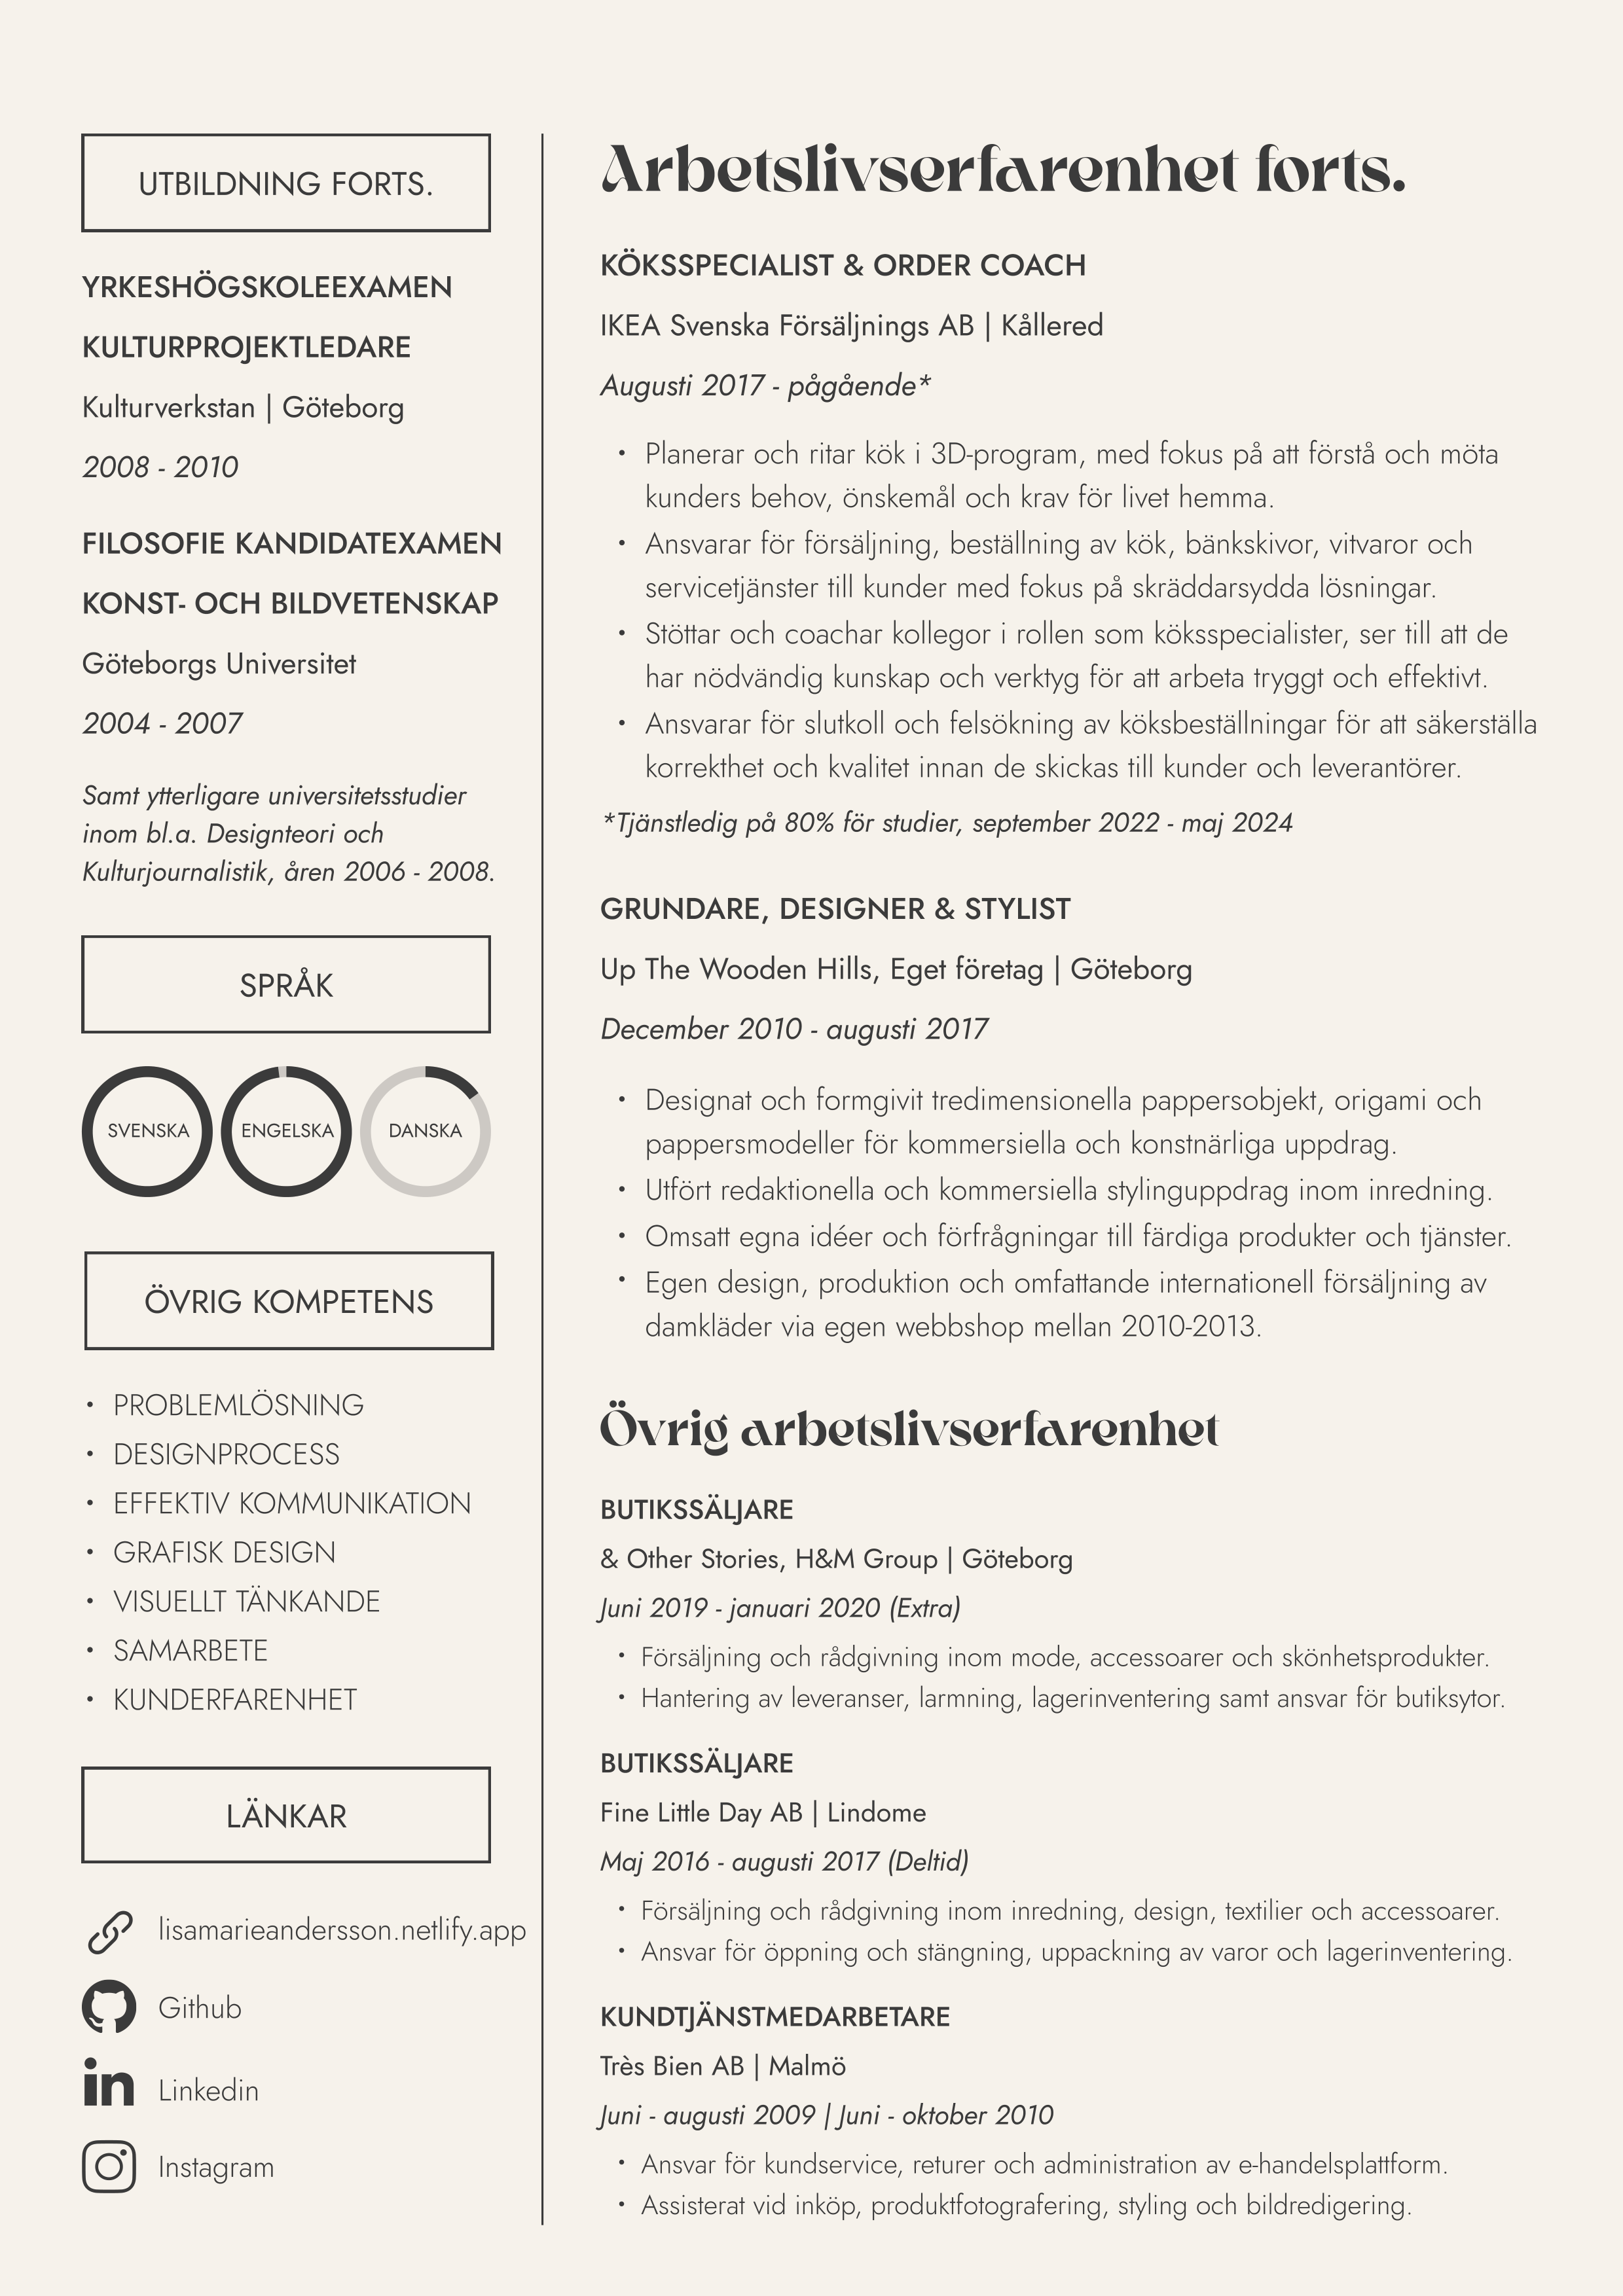 UTBILDNING FORTS.
YRKESHÖGSKOLEEXAMEN
KULTURPROJEKTLEDARE
Kulturverkstan | Göteborg
2008 - 2010
FILOSOFIE KANDIDATEXAMEN
KONST- OCH BILDVETENSKAP
Göteborgs Universitet
2004 - 2007
Samt ytterligare universitetsstudier
inom bl.a. Designteori och
Kulturjournalistik, åren 2006 - 2008.
SPRÅK
SVENSKA
ENGELSKA
DANSKA
ÖVRIG KOMPETENS
• PROBLEMLÖSNING
• DESIGNPROCESS
• EFFEKTIV KOMMUNIKATION
• GRAFISK DESIGN
• VISUELLT TÄNKANDE
• SAMARBETE
• KUNDERFARENHET
LÄNKAR
lisamarieandersson.netlify.app
Github
Linkedin
Instagram
Arbetslivserfarenhet forts.
KÖKSSPECIALIST & ORDER COACH
IKEA Svenska Försäljnings AB | Kållered
Augusti 2017 - pågående*
• Planerar och ritar kök i 3D-program, med fokus på att förstå och möta
kunders behov, önskemål och krav för livet hemma.
• Ansvarar för försäljning, beställning av kök, bänkskivor, vitvaror och
servicetjänster till kunder med fokus på skräddarsydda lösningar.
• Stöttar och coachar kollegor i rollen som köksspecialister, ser till att de
har nödvändig kunskap och verktyg för att arbeta tryggt och effektivt.
• Ansvarar för slutkoll och felsökning av köksbeställningar för att säkerställa
korrekthet och kvalitet innan de skickas till kunder och leverantörer.
*Tjänstledig på 80% för studier, september 2022 - maj 2024
GRUNDARE, DESIGNER & STYLIST
Up The Wooden Hills, Eget företag | Göteborg
December 2010 - augusti 2017
• Designat och formgivit tredimensionella pappersobjekt, origami och
pappersmodeller för kommersiella och konstnärliga uppdrag.
• Utfört redaktionella och kommersiella stylinguppdrag inom inredning.
• Omsatt egna idéer och förfrågningar till färdiga produkter och tjänster.
• Egen design, produktion och omfattande internationell försäljning av
damkläder via egen webbshop mellan 2010-2013.
Övrig arbetslivserfarenhet
BUTIKSSÄLJARE
& Other Stories, H&M Group | Göteborg
Juni 2019 - januari 2020 (Extra)
• Försäljning och rådgivning inom mode, accessoarer och skönhetsprodukter.
• Hantering av leveranser, larmning, lagerinventering samt ansvar för butiksytor.
BUTIKSSÄLJARE
Fine Little Day AB | Lindome
Maj 2016 - augusti 2017 (Deltid)
• Försäljning och rådgivning inom inredning, design, textilier och accessoarer.
• Ansvar för öppning och stängning, uppackning av varor och lagerinventering.
KUNDTJÄNSTMEDARBETARE
Très Bien AB | Malmö
Juni - augusti 2009 | Juni - oktober 2010
• Ansvar för kundservice, returer och administration av e-handelsplattform.
• Assisterat vid inköp, produktfotografering, styling och bildredigering.